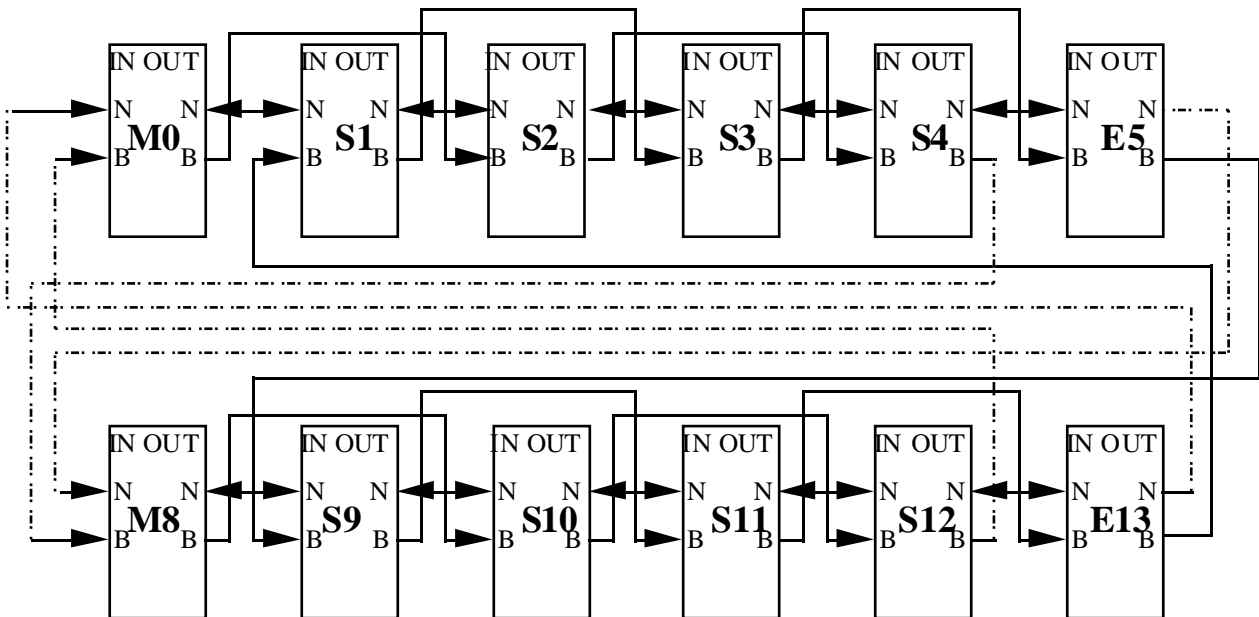 IN OUT IN OUT IN OUT IN OUT IN OUT IN OUT
N N N N N N N N N N N N
M0 S1 S2 S3 S4 E5
B B B B B B B B B B B B
IN OUT IN OUT IN OUT IN OUT IN OUT IN OUT
N N N N N N N N N N N N
M8 S9 S10 S11 S12 E13
B B B B B B B B B B B B